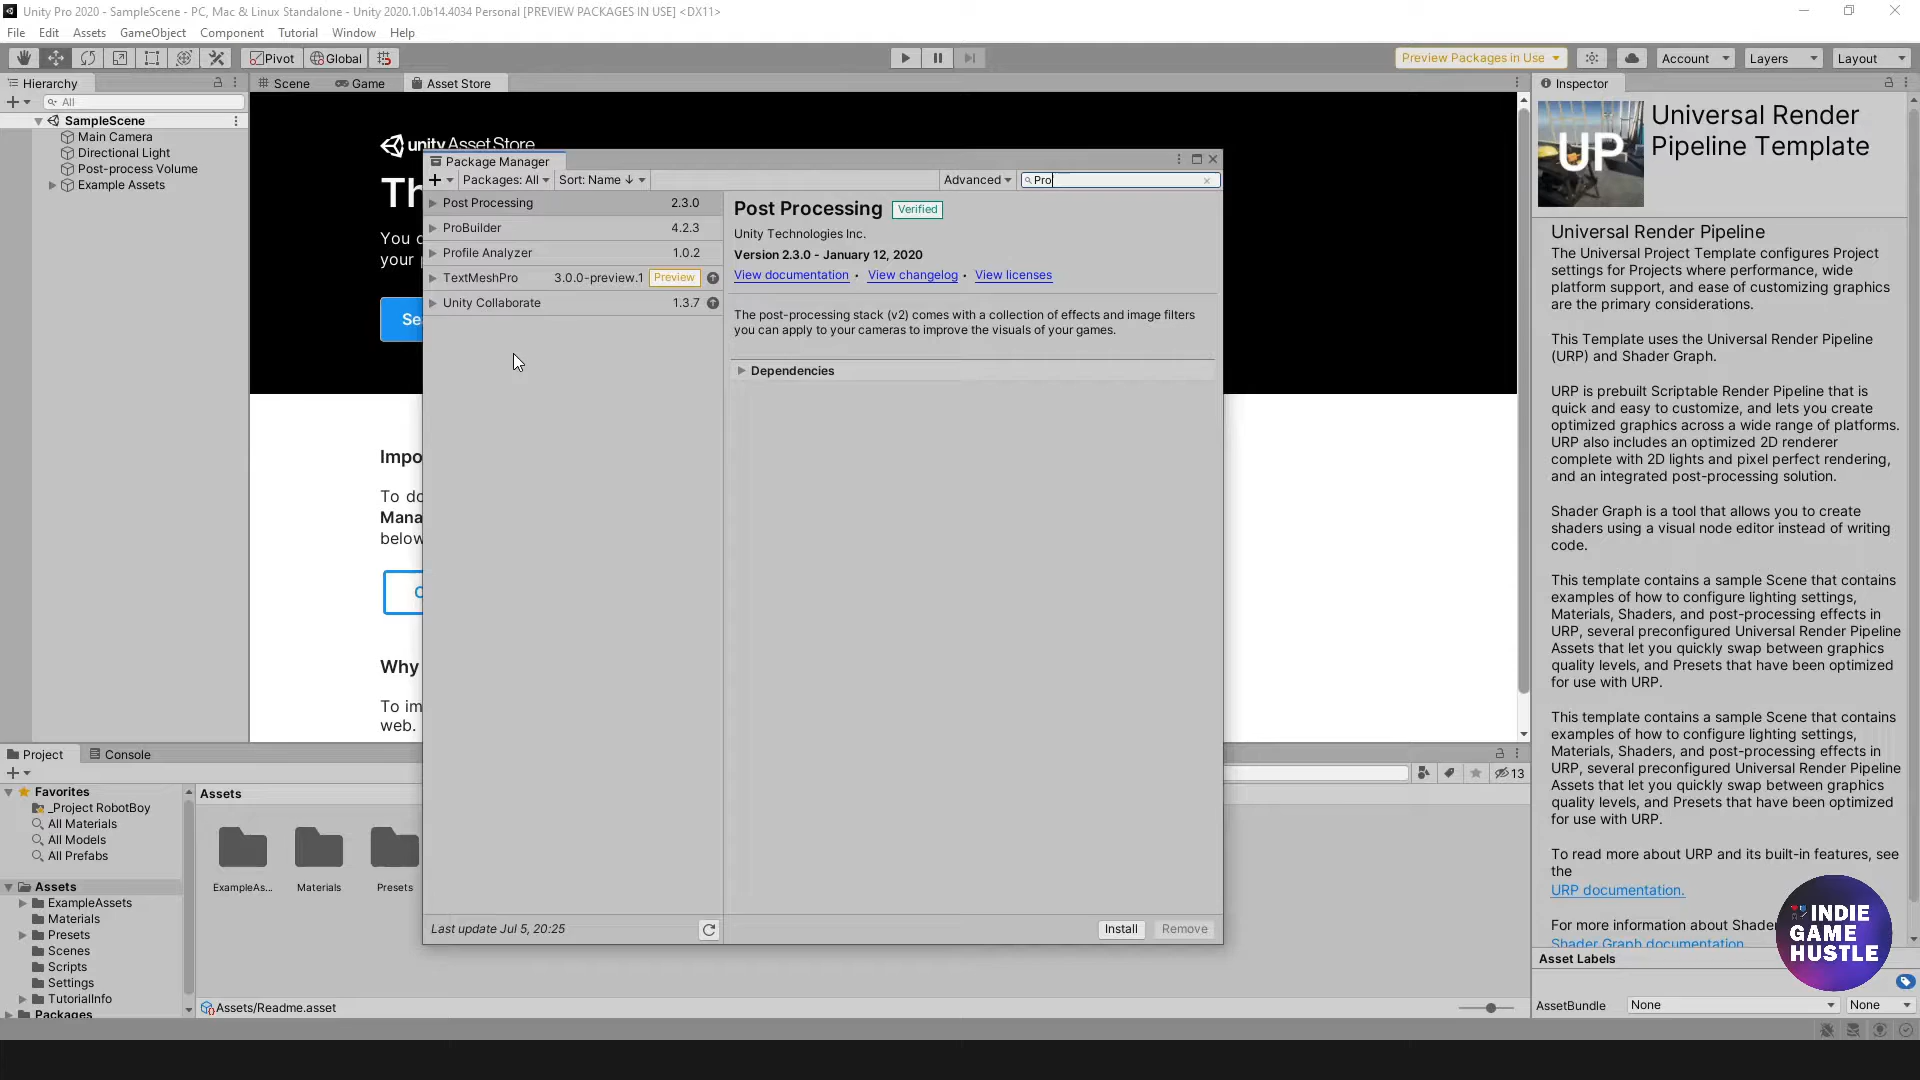 Unity Pro 2020 - SampleScene - PC, Mac & Linux Standalone - Unity 2020.1.0b14.4034 Personal [PREVIEW PACKAGES IN USE] <DX11>
File Edit Assets GameObject Component Tutorial Window Help
Pivot Global Preview Packages in Use Account Layers Layout
Hierarchy
All
SampleScene
Main Camera
Directional Light
Post-process Volume
Example Assets
Scene Game Asset Store
unity Asset Store
Th
You
your
Se
Impo
To do
Mana
below
Why
To im
web.
Package Manager
Packages: All Sort: Name ↓ Advanced Pro
Post Processing 2.3.0
ProBuilder 4.2.3
Profile Analyzer 1.0.2
TextMeshPro 3.0.0-preview.1 Preview
Unity Collaborate 1.3.7
Last update Jul 5, 20:25
Post Processing Verified
Unity Technologies Inc.
Version 2.3.0 - January 12, 2020
View documentation • View changelog • View licenses
The post-processing stack (v2) comes with a collection of effects and image filters
you can apply to your cameras to improve the visuals of your games.
Dependencies
Install Remove
Inspector
UP
Universal Render
Pipeline Template
Universal Render Pipeline
The Universal Project Template configures Project
settings for Projects where performance, wide
platform support, and ease of customizing graphics
are the primary considerations.
This Template uses the Universal Render Pipeline
(URP) and Shader Graph.
URP is prebuilt Scriptable Render Pipeline that is
quick and easy to customize, and lets you create
optimized graphics across a wide range of platforms.
URP also includes an optimized 2D renderer
complete with 2D lights and pixel perfect rendering,
and an integrated post-processing solution.
Shader Graph is a tool that allows you to create
shaders using a visual node editor instead of writing
code.
This template contains a sample Scene that contains
examples of how to configure lighting settings,
Materials, Shaders, and post-processing effects in
URP, several preconfigured Universal Render Pipeline
Assets that let you quickly swap between graphics
quality levels, and Presets that have been optimized
for use with URP.
This template contains a sample Scene that contains
examples of how to configure lighting settings,
Materials, Shaders, and post-processing effects in
URP, several preconfigured Universal Render Pipeline
Assets that let you quickly swap between graphics
quality levels, and Presets that have been optimized
for use with URP.
To read more about URP and its built-in features, see
the
URP documentation.
For more information about Shader
Shader Graph documentation
INDIE
GAME
HUSTLE
Asset Labels
AssetBundle None None
Project Console
13
Favorites
_Project RobotBoy
All Materials
All Models
All Prefabs
Assets
ExampleAssets
Materials
Presets
Scenes
Scripts
Settings
TutorialInfo
Packages
Assets
ExampleAs... Materials Presets
Assets/Readme.asset